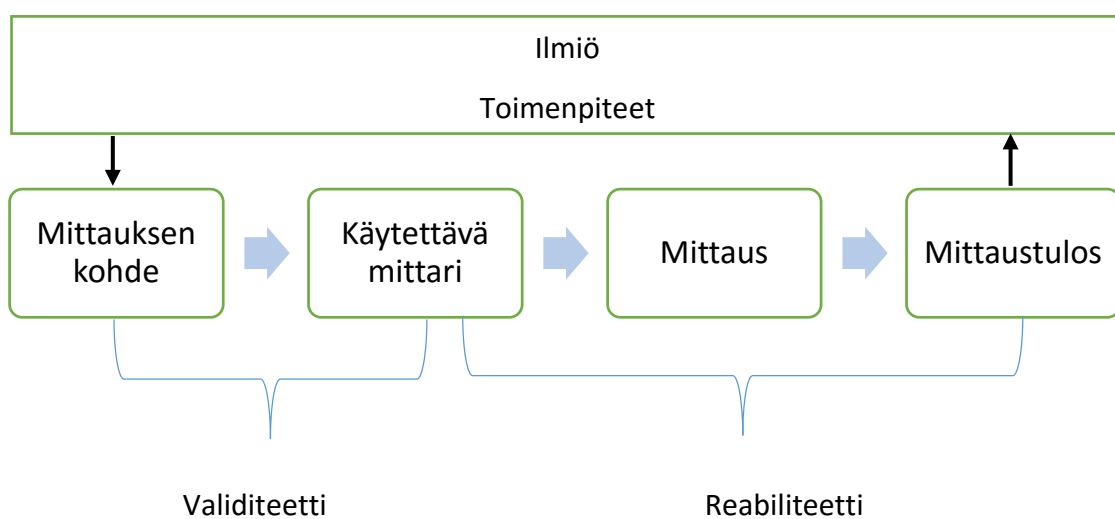 Ilmiö
Toimenpiteet
Mittauksen
kohde
Käytettävä
mittari
Mittaus
Mittaustulos
Validiteetti
Reabiliteetti